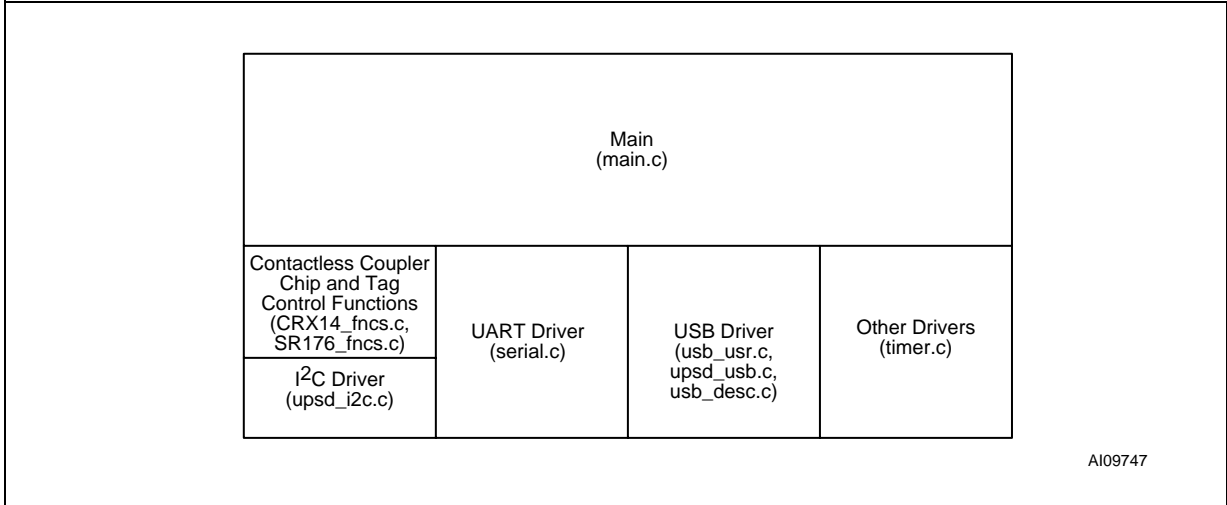 Main
(main.c)
Contactless Coupler
Chip and Tag
Control Functions
(CRX14_fncs.c,
SR176_fncs.c)
I2C Driver
(upsd_i2c.c)
UART Driver
(serial.c)
USB Driver
(usb_usr.c,
upsd_usb.c,
usb_desc.c)
Other Drivers
(timer.c)
AI09747